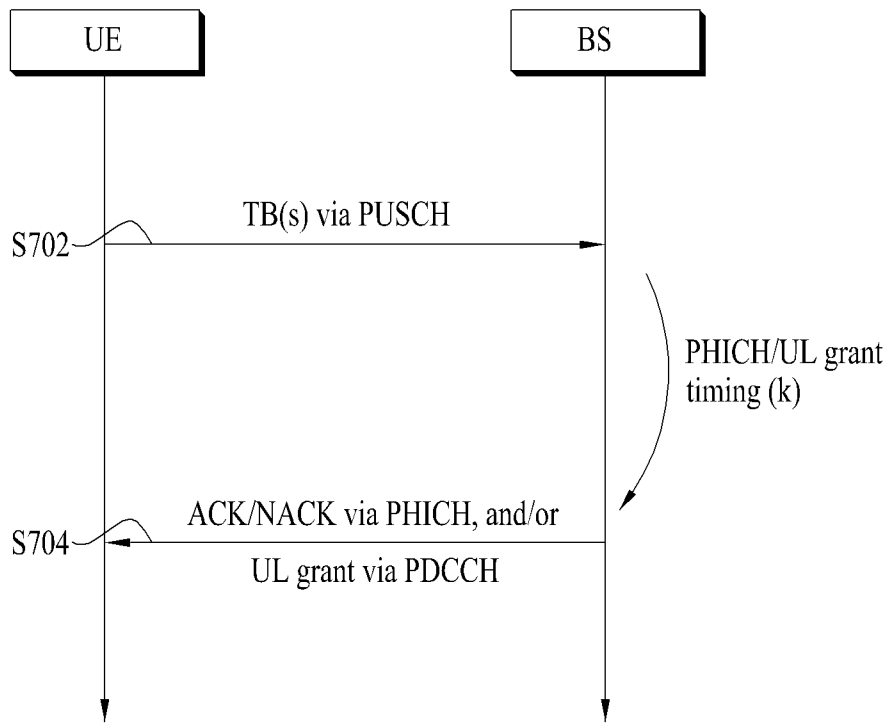 UE
BS
TB(s) via PUSCH
S702
PHICH/UL grant
timing (k)
ACK/NACK via PHICH, and/or
S704
UL grant via PDCCH